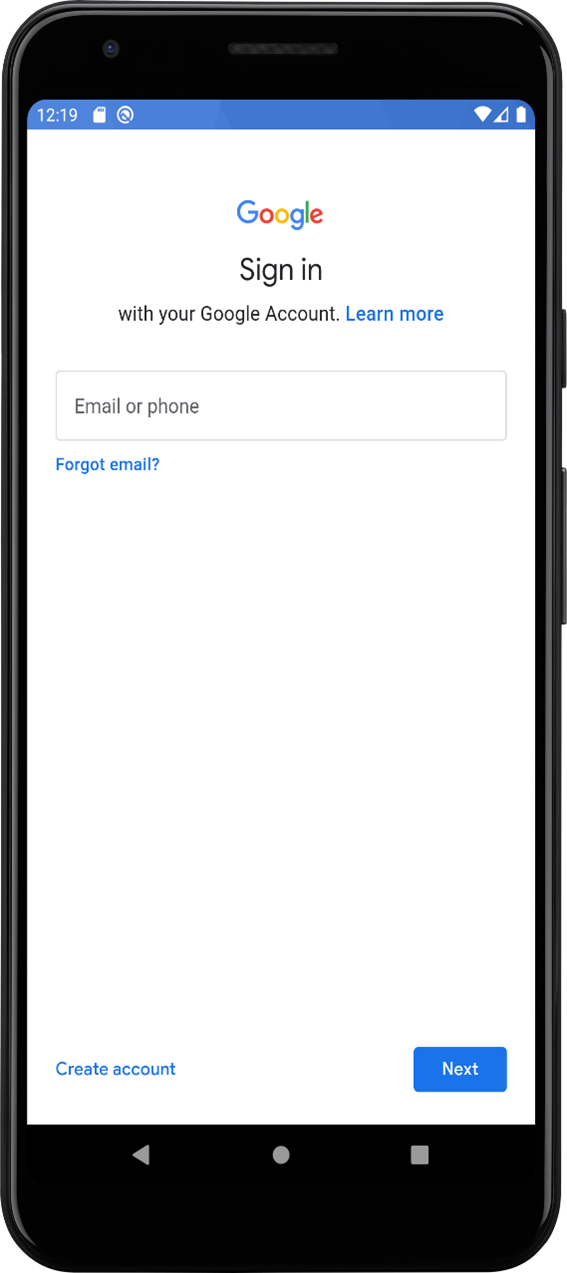 12:19
Google
Sign in
with your Google Account. Learn more
Email or phone
Forgot email?
Create account
Next